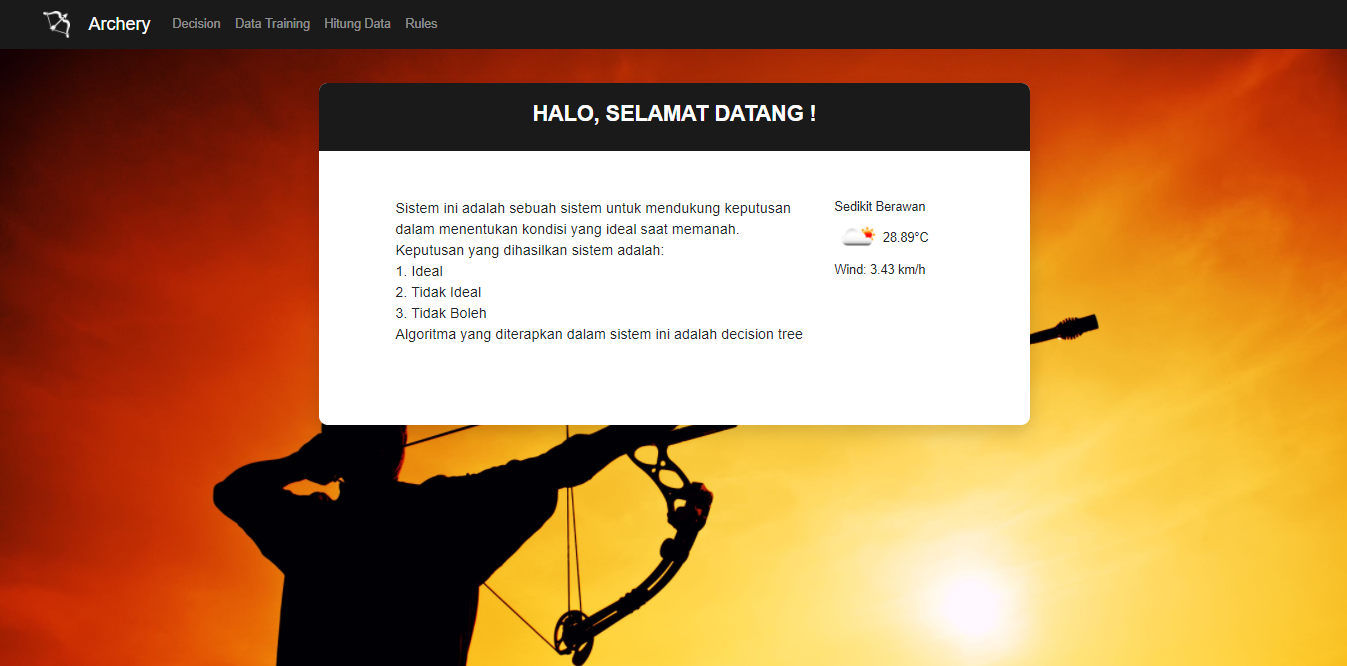 Archery Decision Data Training Hitung Data Rules
HALO, SELAMAT DATANG !
Sistem ini adalah sebuah sistem untuk mendukung keputusan
dalam menentukan kondisi yang ideal saat memanah.
Keputusan yang dihasilkan sistem adalah:
1. Ideal
2. Tidak Ideal
3. Tidak Boleh
Algoritma yang diterapkan dalam sistem ini adalah decision tree
Sedikit Berawan
28.89°C
Wind: 3.43 km/h